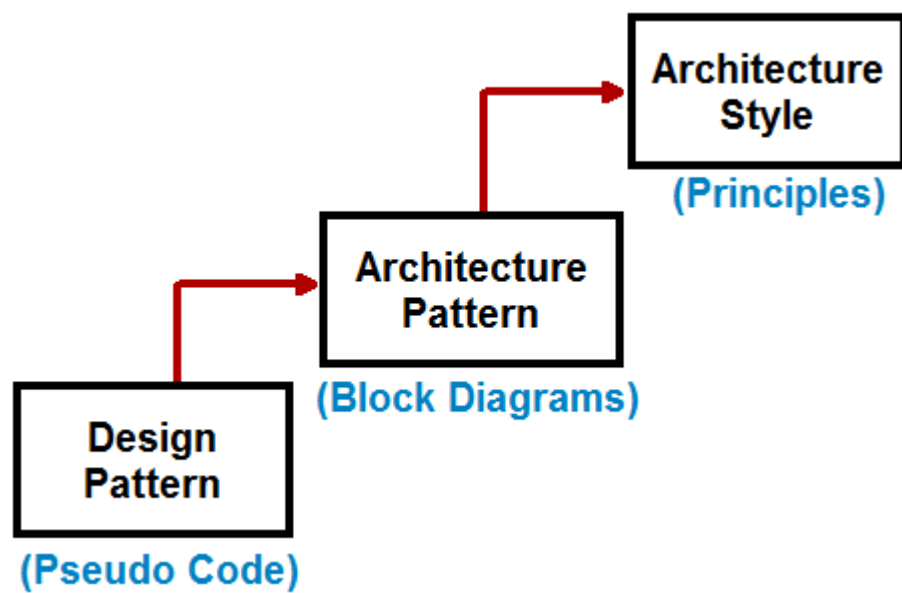 Architecture
Style
(Principles)
Architecture
Pattern
(Block Diagrams)
Design
Pattern
(Pseudo Code)